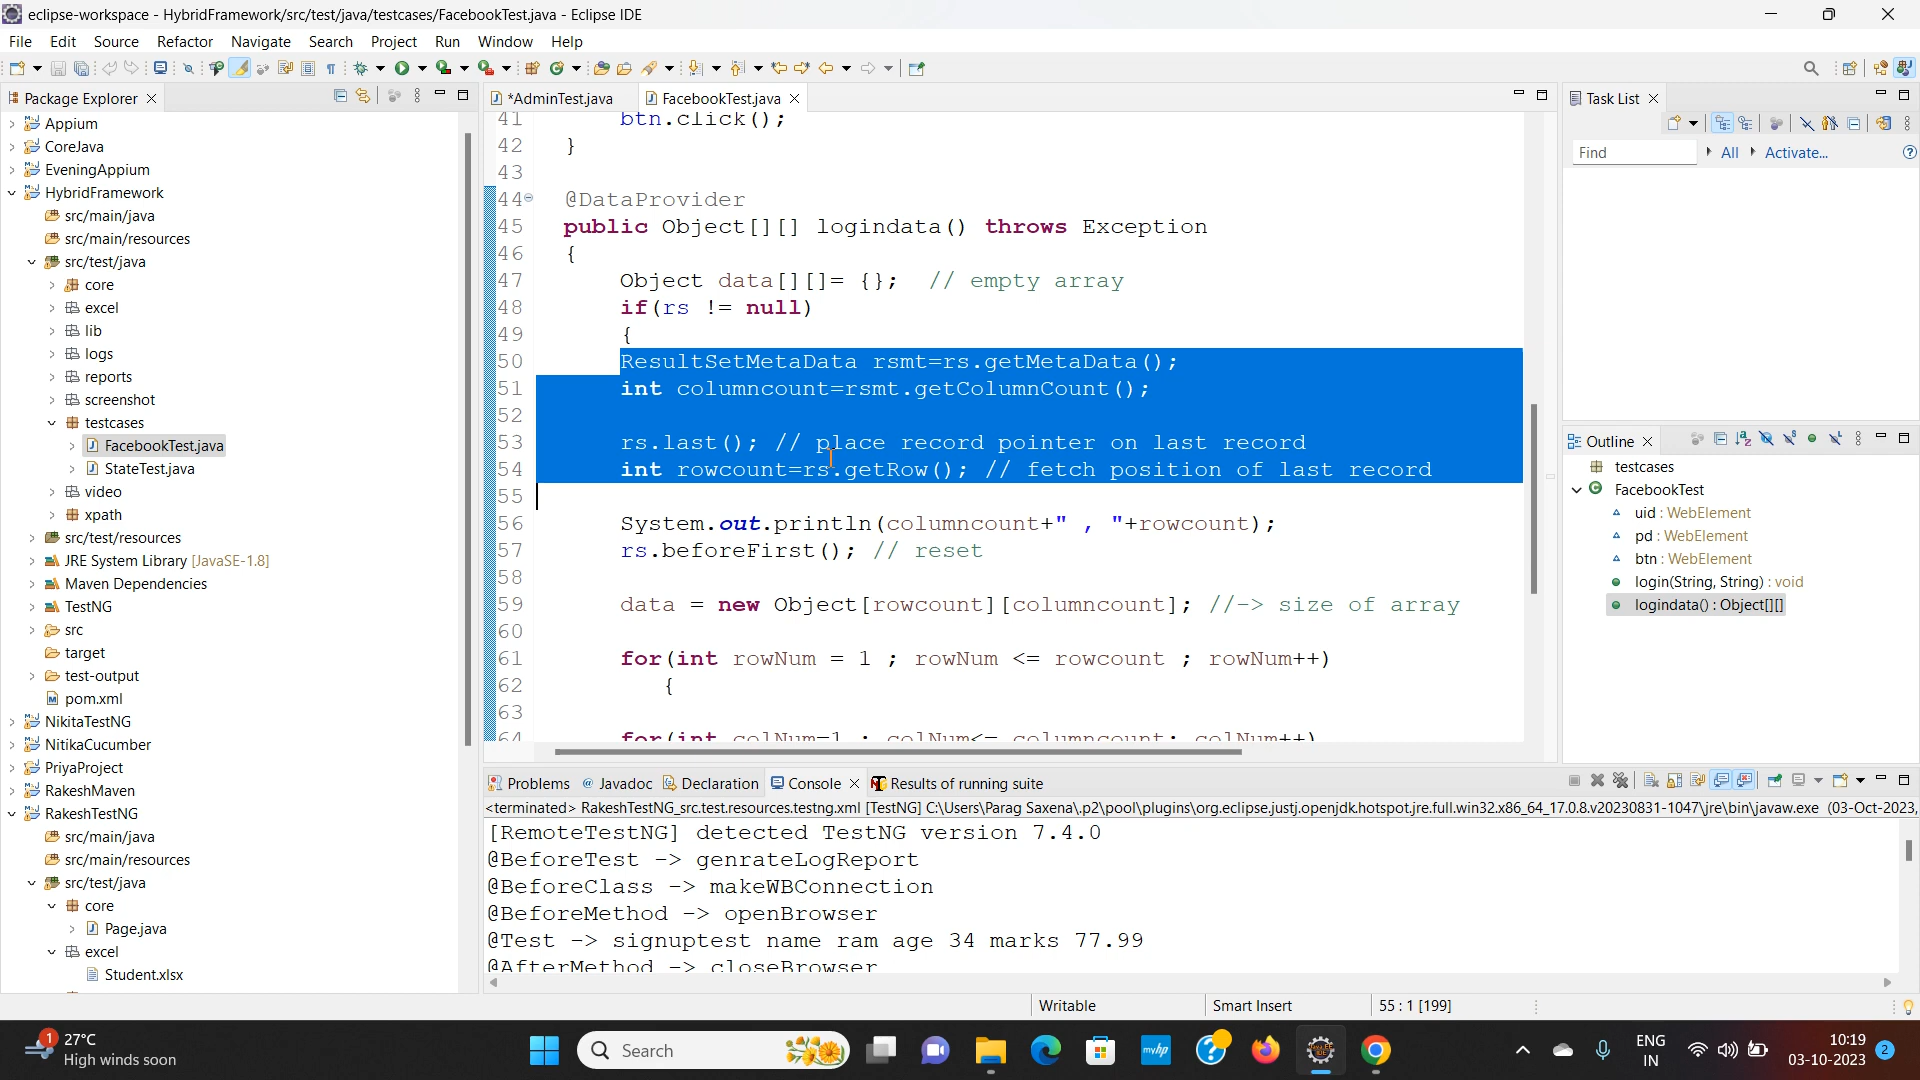 eclipse-workspace - HybridFramework/src/test/java/testcases/FacebookTest.java - Eclipse IDE
File Edit Source Refactor Navigate Search Project Run Window Help
Package Explorer
Appium
CoreJava
EveningAppium
HybridFramework
src/main/java
src/main/resources
src/test/java
core
excel
lib
logs
reports
screenshot
testcases
FacebookTest.java
StateTest.java
video
xpath
src/test/resources
JRE System Library [JavaSE-1.8]
Maven Dependencies
TestNG
src
target
test-output
pom.xml
NikitaTestNG
NitikaCucumber
PriyaProject
RakeshMaven
RakeshTestNG
src/main/java
src/main/resources
src/test/java
core
Page.java
excel
Student.xlsx
*AdminTest.java FacebookTest.java
41 btn.click();
42 }
43
44 @DataProvider
45 public Object[][] logindata() throws Exception
46 {
47 Object data[][]= {}; // empty array
48 if(rs != null)
49 {
50 ResultSetMetaData rsmt=rs.getMetaData();
51 int columncount=rsmt.getColumnCount();
52
53 rs.last(); // place record pointer on last record
54 int rowcount=rs.getRow(); // fetch position of last record
55
56 System.out.println(columncount+" , "+rowcount);
57 rs.beforeFirst(); // reset
58
59 data = new Object[rowcount][columncount]; //-> size of array
60
61 for(int rowNum = 1 ; rowNum <= rowcount ; rowNum++)
62 {
63
64 for(int colNum=1 ; colNum<= columncount; colNum++)
Problems Javadoc Declaration Console Results of running suite
<terminated> RakeshTestNG_src.test.resources.testng.xml [TestNG] C:\Users\Parag Saxena\.p2\pool\plugins\org.eclipse.justj.openjdk.hotspot.jre.full.win32.x86_64_17.0.8.v20230831-1047\jre\bin\javaw.exe (03-Oct-2023,
[RemoteTestNG] detected TestNG version 7.4.0
@BeforeTest -> genrateLogReport
@BeforeClass -> makeWBConnection
@BeforeMethod -> openBrowser
@Test -> signuptest name ram age 34 marks 77.99
@AfterMethod -> closeBrowser
Task List
Find All Activate...
Outline
testcases
FacebookTest
uid : WebElement
pd : WebElement
btn : WebElement
login(String, String) : void
logindata() : Object[][]
Writable Smart Insert 55 : 1 [199]
1 27°C
High winds soon
Search
myhp
ENG
IN
10:19
03-10-2023
2